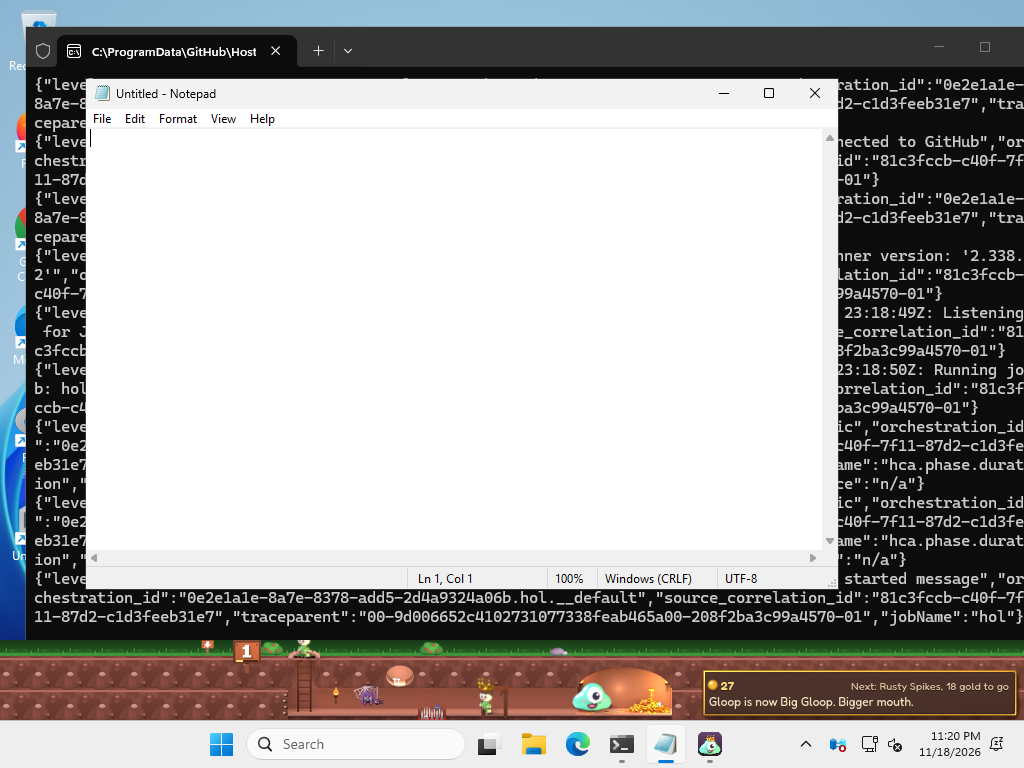 C:\ProgramData\GitHub\Host
Untitled - Notepad
File Edit Format View Help
{"leve
ration_id":"0e2e1a1e-
8a7e-8
d2-c1d3feeb31e7","tra
cepare
{"leve
nected to GitHub","or
chestr
id":"81c3fccb-c40f-7f
11-87d
01"}
{"leve
ration_id":"0e2e1a1e-
8a7e-8
d2-c1d3feeb31e7","tra
cepare
{"leve
nner version: '2.338.
2'","o
lation_id":"81c3fccb-
c40f-7
99a4570-01"}
{"leve
23:18:49Z: Listening
for J
e_correlation_id":"81
c3fccb
8f2ba3c99a4570-01"}
{"leve
23:18:50Z: Running jo
b: hol
orrelation_id":"81c3f
ccb-c4
ba3c99a4570-01"}
{"leve
ic","orchestration_id
":"0e2
c40f-7f11-87d2-c1d3fe
eb31e7
ame":"hca.phase.durat
ion","
ce":"n/a"}
{"leve
ic","orchestration_id
":"0e2
c40f-7f11-87d2-c1d3fe
eb31e7
ame":"hca.phase.durat
ion","
":"n/a"}
{"leve
started message","or
chestration_id":"0e2e1a1e-8a7e-8378-add5-2d4a9324a06b.hol.__default","source_correlation_id":"81c3fccb-c40f-7f
11-87d2-c1d3feeb31e7","traceparent":"00-9d006652c4102731077338feab465a00-208f2ba3c99a4570-01","jobName":"hol"}
Ln 1, Col 1 100% Windows (CRLF) UTF-8
1
27 Next: Rusty Spikes, 18 gold to go
Gloop is now Big Gloop. Bigger mouth.
Search
11:20 PM
11/18/2026